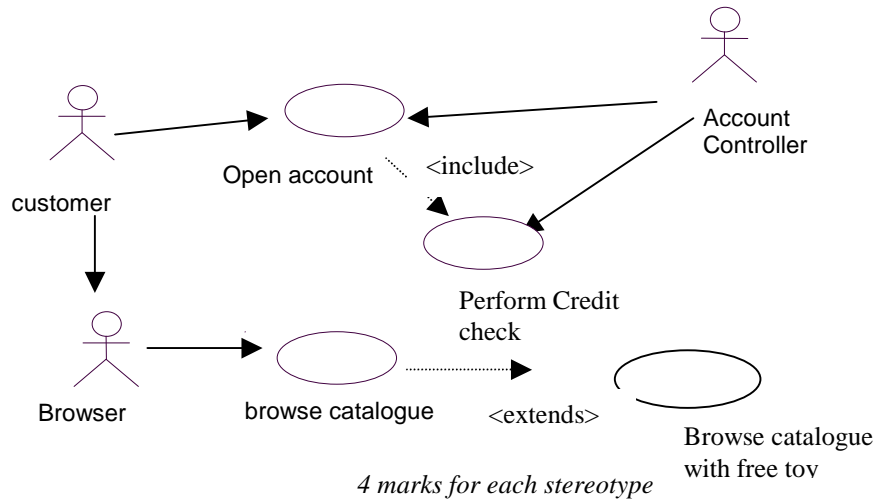 Account
Controller
Open account
<include>
customer
Perform Credit
check
Browser
browse catalogue
<extends>
Browse catalogue
with free toy
4 marks for each stereotype